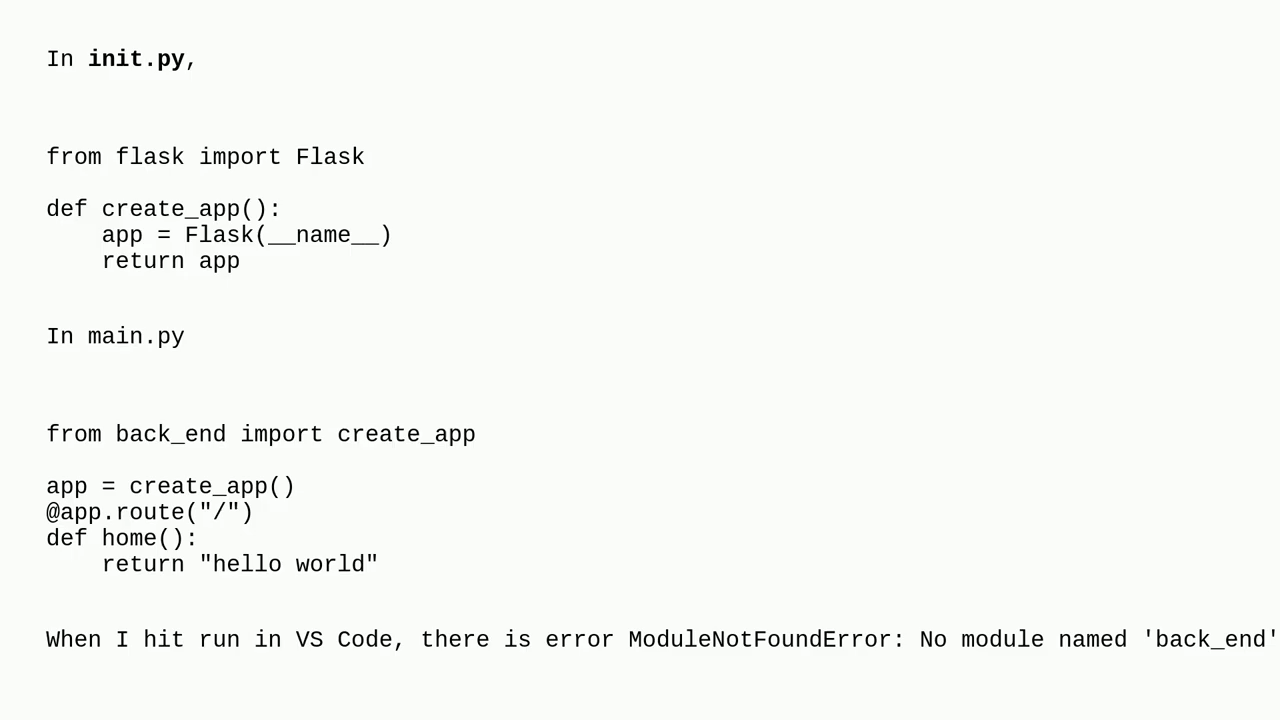 In init.py,
from flask import Flask
def create_app():
    app = Flask(__name__)
    return app
In main.py
from back_end import create_app
app = create_app()
@app.route("/")
def home():
    return "hello world"
When I hit run in VS Code, there is error ModuleNotFoundError: No module named 'back_end'